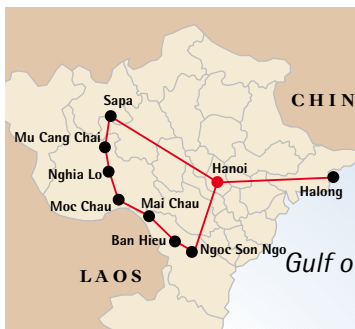 Sapa
CHIN
Mu Cang Chai
Hanoi
Nghia Lo
Halong
Moc Chau
Mai Chau
Ban Hieu
Ngoc Son Ngo
Gulf o
LAOS